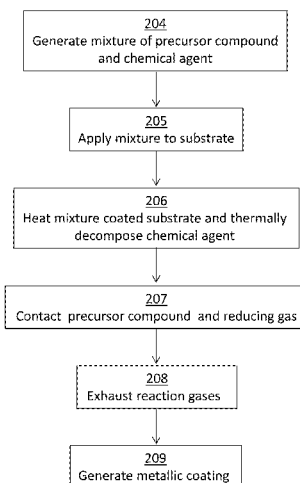 204
Generate mixture of precursor compound
and chemical agent
205
Apply mixture to substrate
206
Heat mixture coated substrate and thermally
decompose chemical agent
207
Contact precursor compound and reducing gas
208
Exhaust reaction gases
209
Generate metallic coating